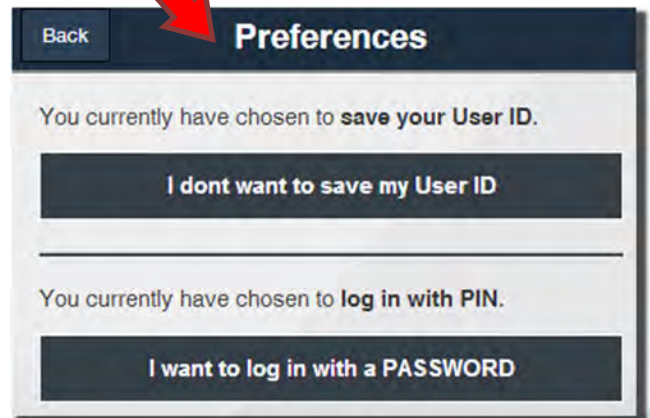 Back
Preferences
You currently have chosen to save your User ID.
I dont want to save my User ID
You currently have chosen to log in with PIN.
I want to log in with a PASSWORD